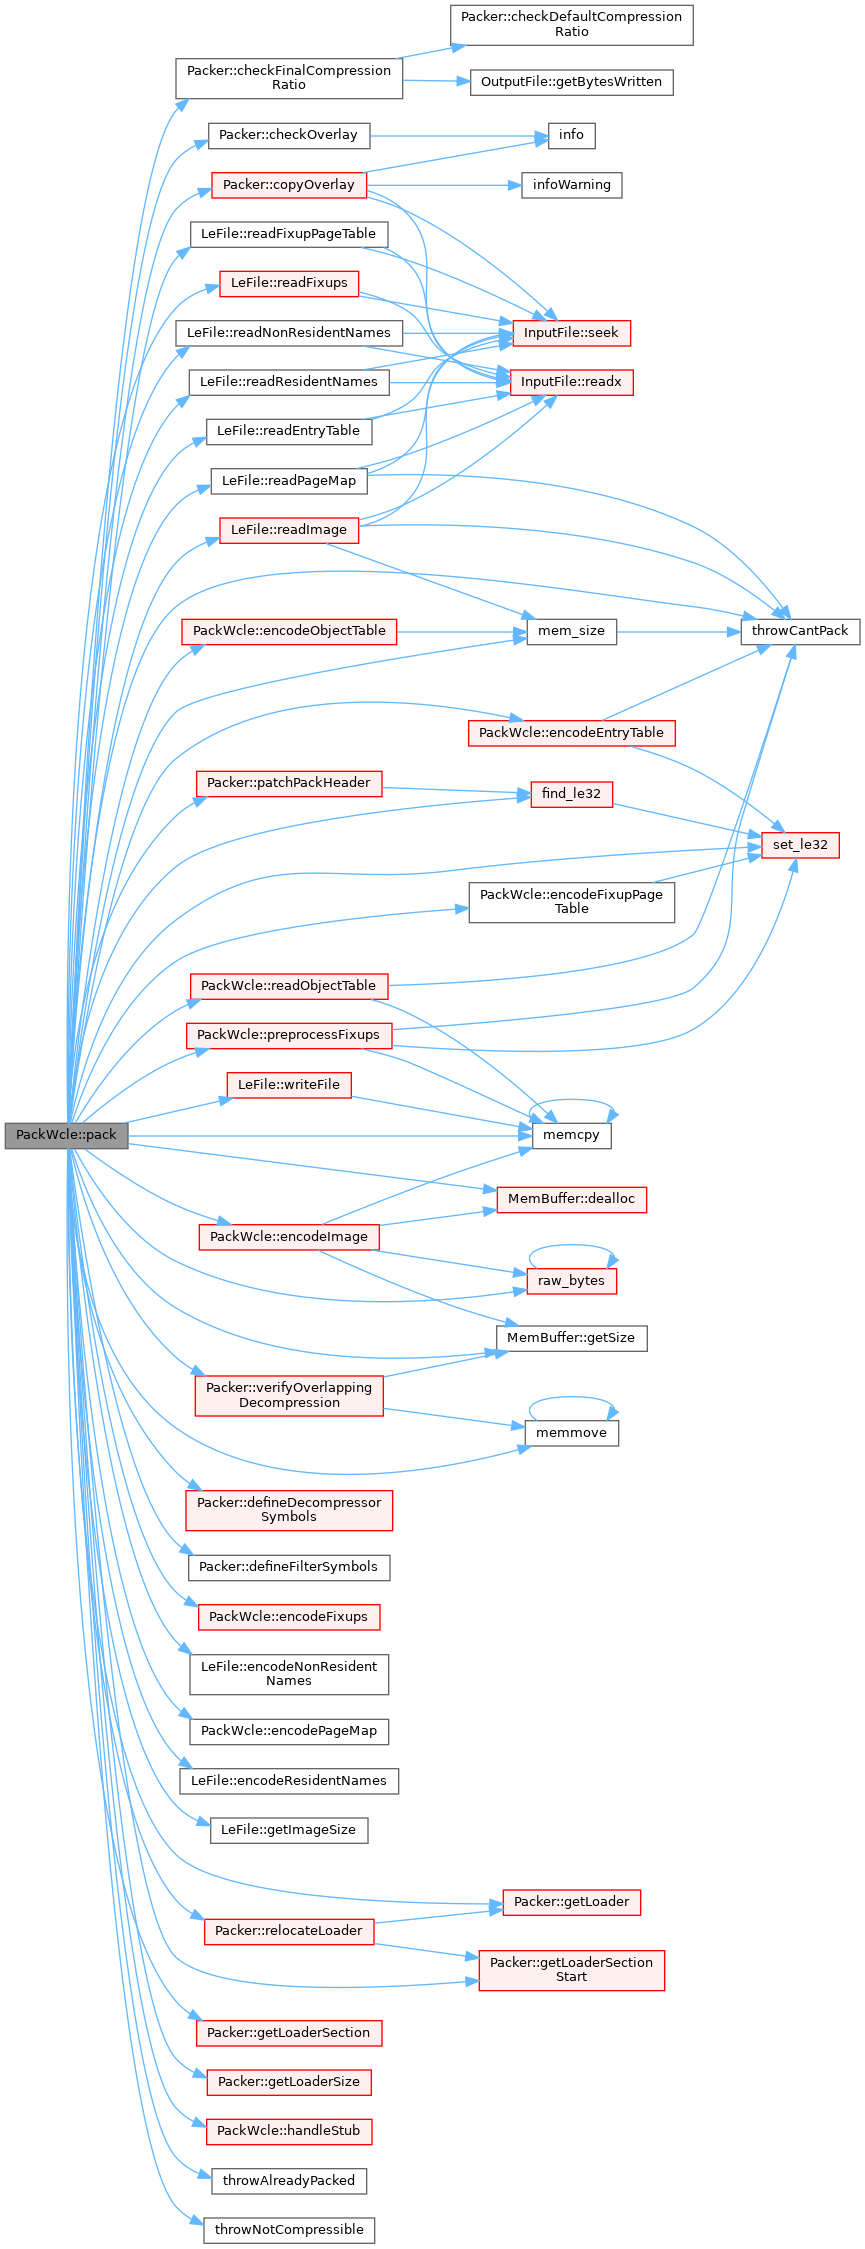 Packer::checkDefaultCompression
Ratio
Packer::checkFinalCompression
Ratio
OutputFile::getBytesWritten
Packer::checkOverlay
info
Packer::copyOverlay
infoWarning
LeFile::readFixupPageTable
LeFile::readFixups
LeFile::readNonResidentNames
InputFile::seek
LeFile::readResidentNames
InputFile::readx
LeFile::readEntryTable
LeFile::readPageMap
LeFile::readImage
PackWcle::encodeObjectTable
mem_size
throwCantPack
PackWcle::encodeEntryTable
Packer::patchPackHeader
find_le32
set_le32
PackWcle::encodeFixupPage
Table
PackWcle::readObjectTable
PackWcle::preprocessFixups
LeFile::writeFile
PackWcle::pack
memcpy
MemBuffer::dealloc
PackWcle::encodeImage
raw_bytes
MemBuffer::getSize
Packer::verifyOverlapping
Decompression
memmove
Packer::defineDecompressor
Symbols
Packer::defineFilterSymbols
PackWcle::encodeFixups
LeFile::encodeNonResident
Names
PackWcle::encodePageMap
LeFile::encodeResidentNames
LeFile::getImageSize
Packer::getLoader
Packer::relocateLoader
Packer::getLoaderSection
Start
Packer::getLoaderSection
Packer::getLoaderSize
PackWcle::handleStub
throwAlreadyPacked
throwNotCompressible